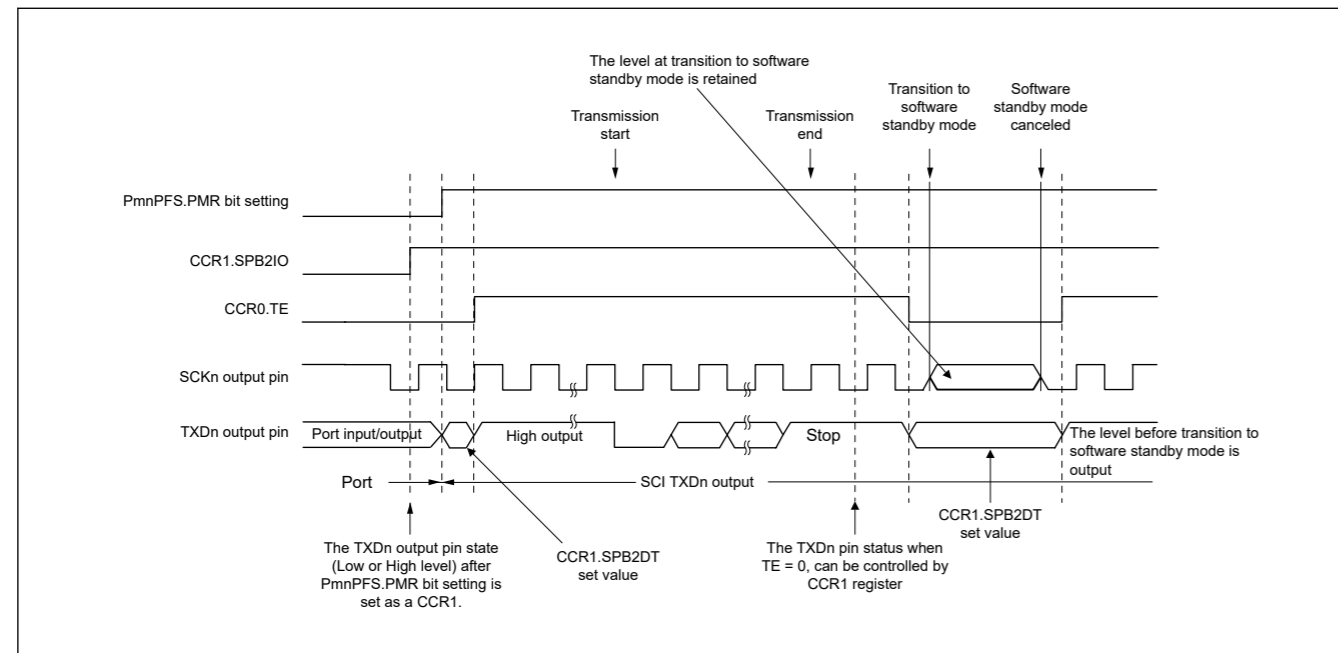 The level at transition to software
standby mode is retained
Transmission
start
Transmission
end
Transition to
software
standby mode
Software
standby mode
canceled
PmnPFS.PMR bit setting
CCR1.SPB2IO
CCR0.TE
SCKn output pin
TXDn output pin
Port input/output
High output
Stop
The level before transition to
software standby mode is
output
Port
SCI TXDn output
The TXDn output pin state
(Low or High level) after
PmnPFS.PMR bit setting is
set as a CCR1.
CCR1.SPB2DT
set value
The TXDn pin status when
TE = 0, can be controlled by
CCR1 register
CCR1.SPB2DT
set value